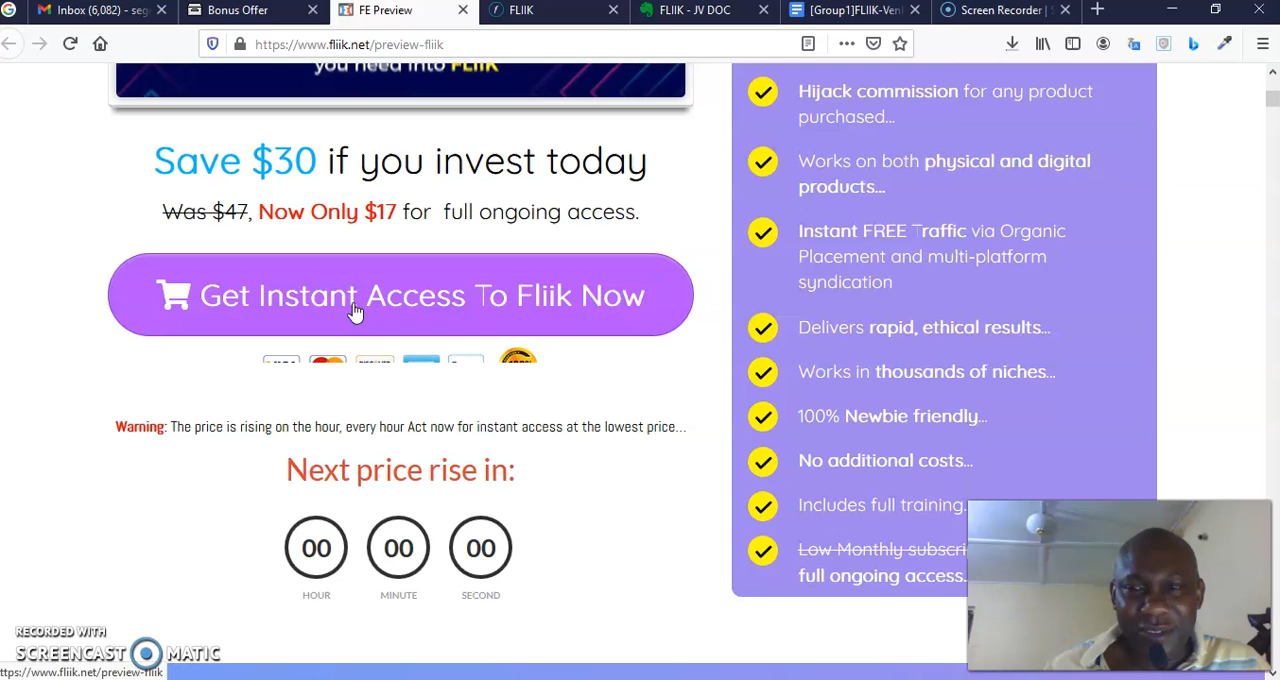 Inbox (6,082) - seg
Bonus Offer
FE Preview
FLIIK
FLIIK - JV DOC
[Group1]FLIIK-Ven
Screen Recorder | S
https://www.fliik.net/preview-fliik
you need into FLIIK
Save $30 if you invest today
Was $47, Now Only $17 for full ongoing access.
Get Instant Access To Fliik Now
Warning: The price is rising on the hour, every hour Act now for instant access at the lowest price...
Next price rise in:
00 00 00
HOUR MINUTE SECOND
Hijack commission for any product
purchased...
Works on both physical and digital
products...
Instant FREE Traffic via Organic
Placement and multi-platform
syndication
Delivers rapid, ethical results...
Works in thousands of niches...
100% Newbie friendly...
No additional costs...
Includes full training.
Low Monthly subscri
full ongoing access.
RECORDED WITH
SCREENCAST MATIC
ttps://www.fliik.net/preview-fliik